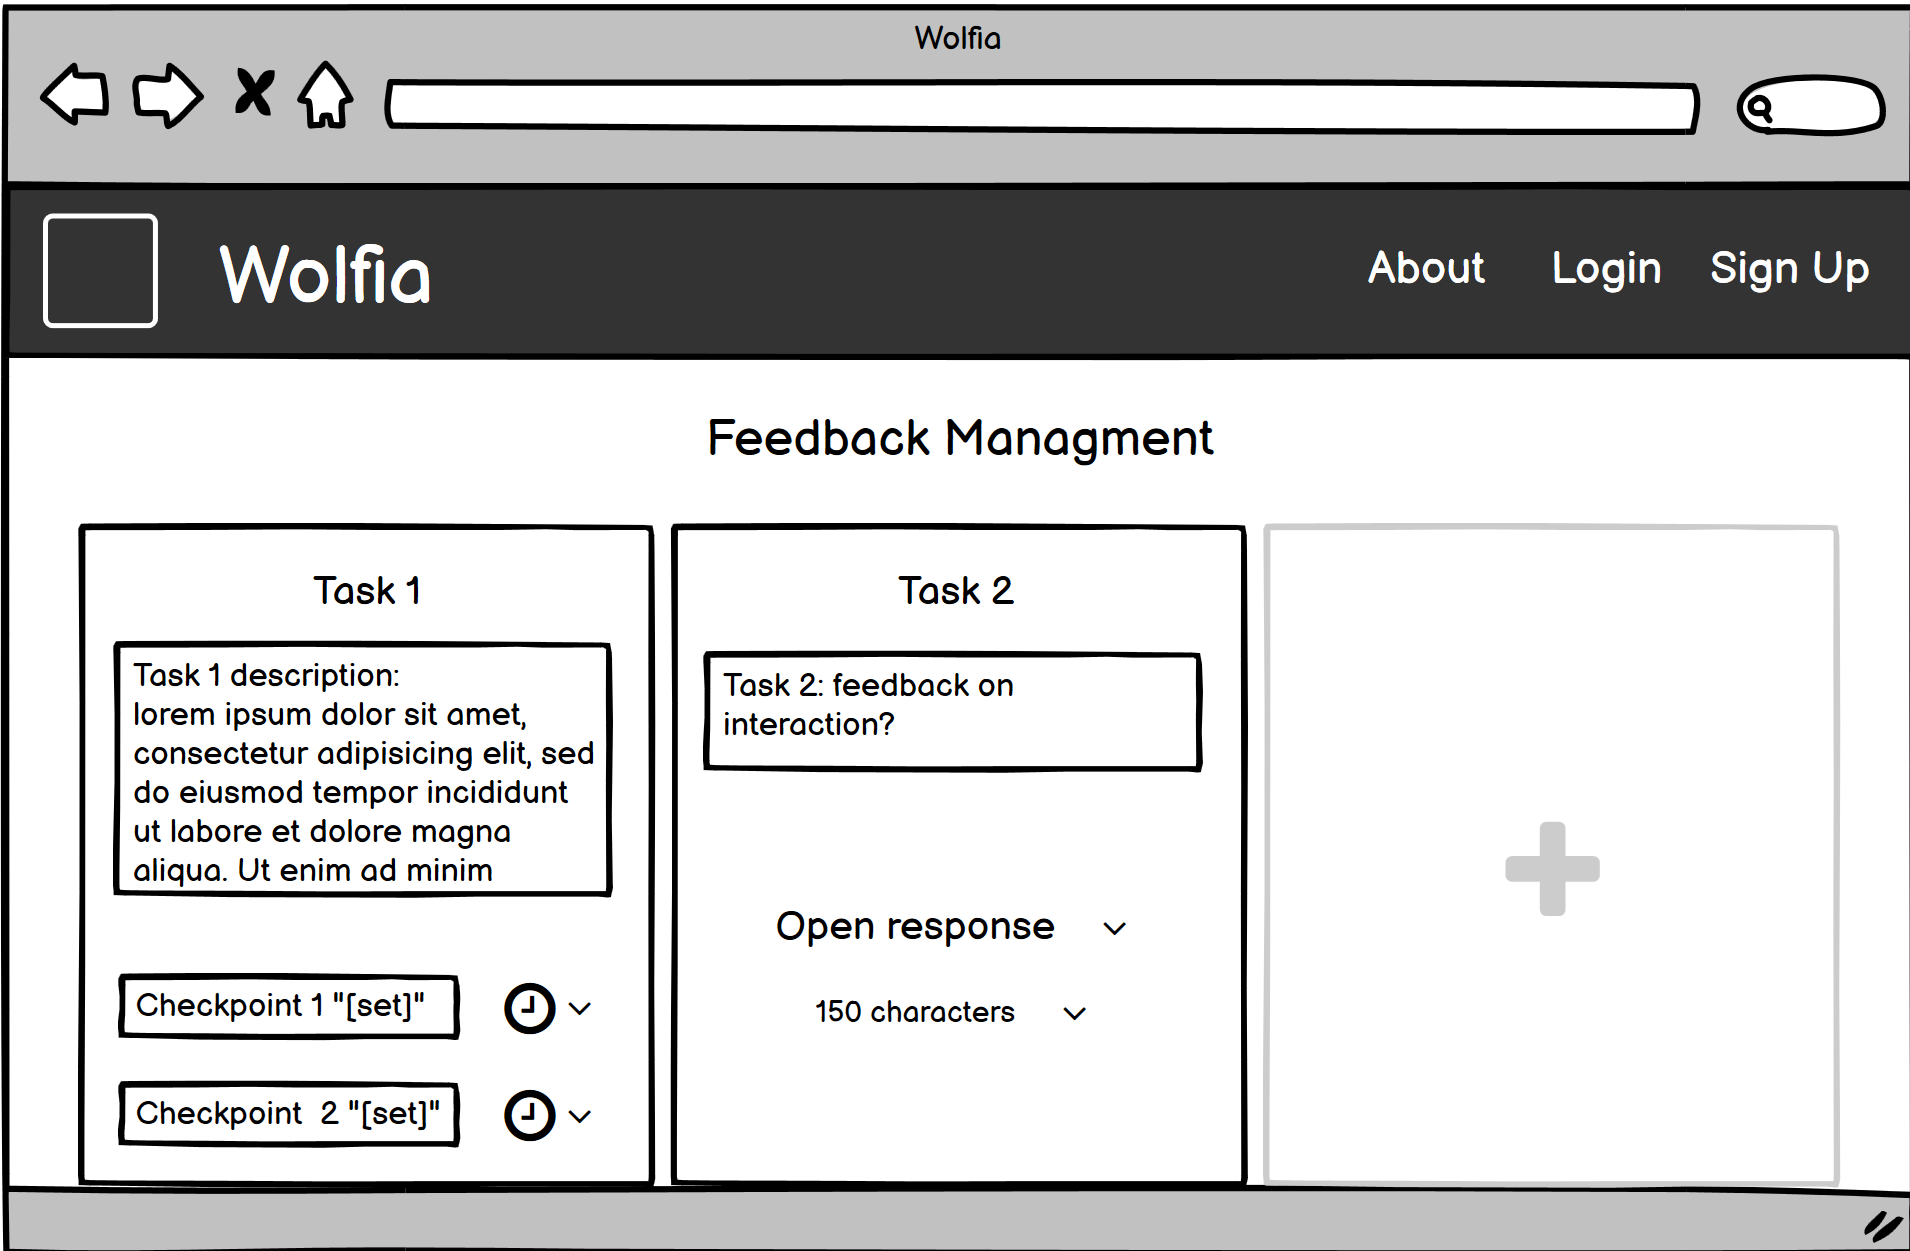 Wolfia
Wolfia
About Login Sign Up
Feedback Managment
Task 1
Task 1 description:
lorem ipsum dolor sit amet,
consectetur adipisicing elit, sed
do eiusmod tempor incididunt
ut labore et dolore magna
aliqua. Ut enim ad minim
Checkpoint 1 "[set]"
Checkpoint 2 "[set]"
Task 2
Task 2: feedback on
interaction?
Open response
150 characters